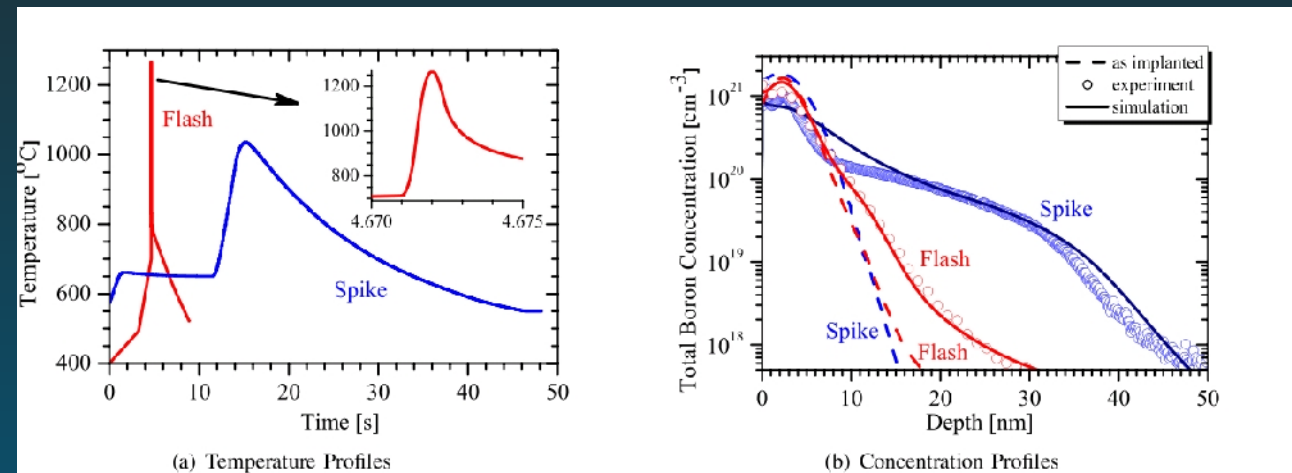 1200
1000
800
600
400
Temperature [°C]
0 10 20 30 40 50
Time [s]
Flash
Spike
1200
1000
800
4.670 4.675
(a) Temperature Profiles
as implanted
experiment
simulation
10²¹
10²⁰
10¹⁹
10¹⁸
Total Boron Concentration [cm⁻³]
Spike
Flash
Spike
Flash
0 10 20 30 40 50
Depth [nm]
(b) Concentration Profiles